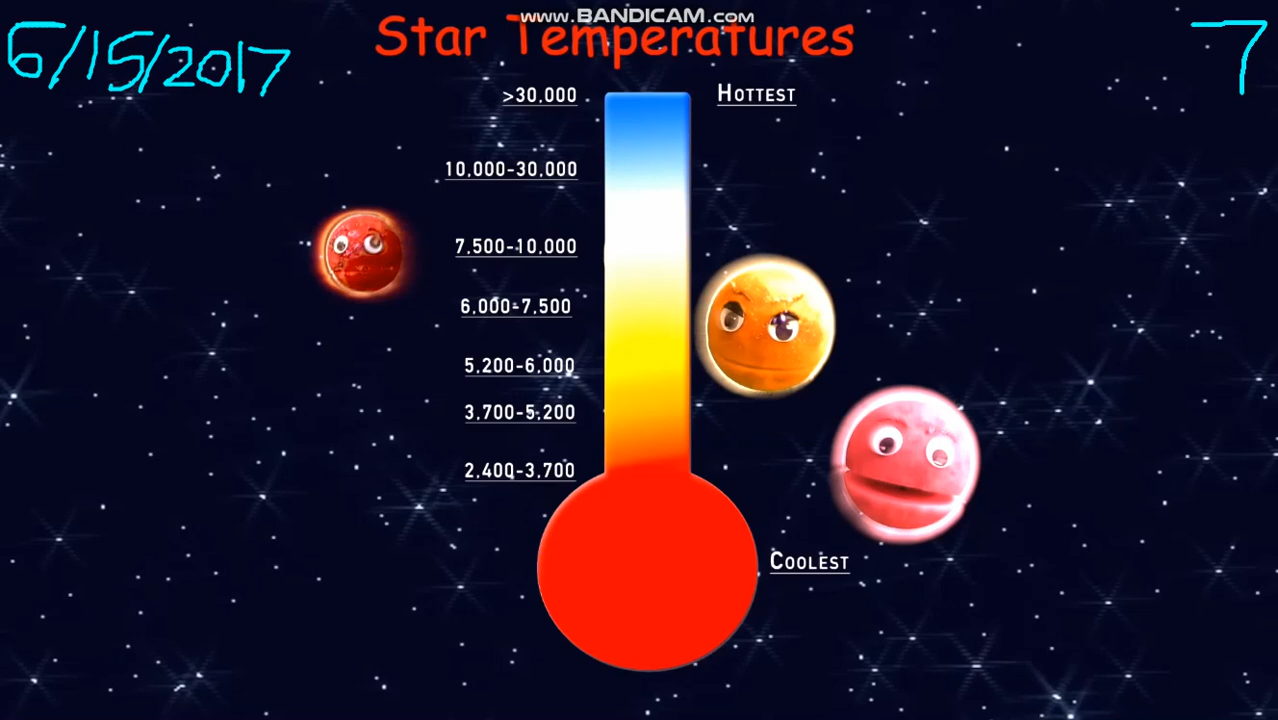 www.BANDICAM.com
6/15/2017
Star Temperatures
7
>30,000
HOTTEST
10,000-30,000
7,500-10,000
6,000-7,500
5,200-6,000
3,700-5,200
2,400-3,700
COOLEST